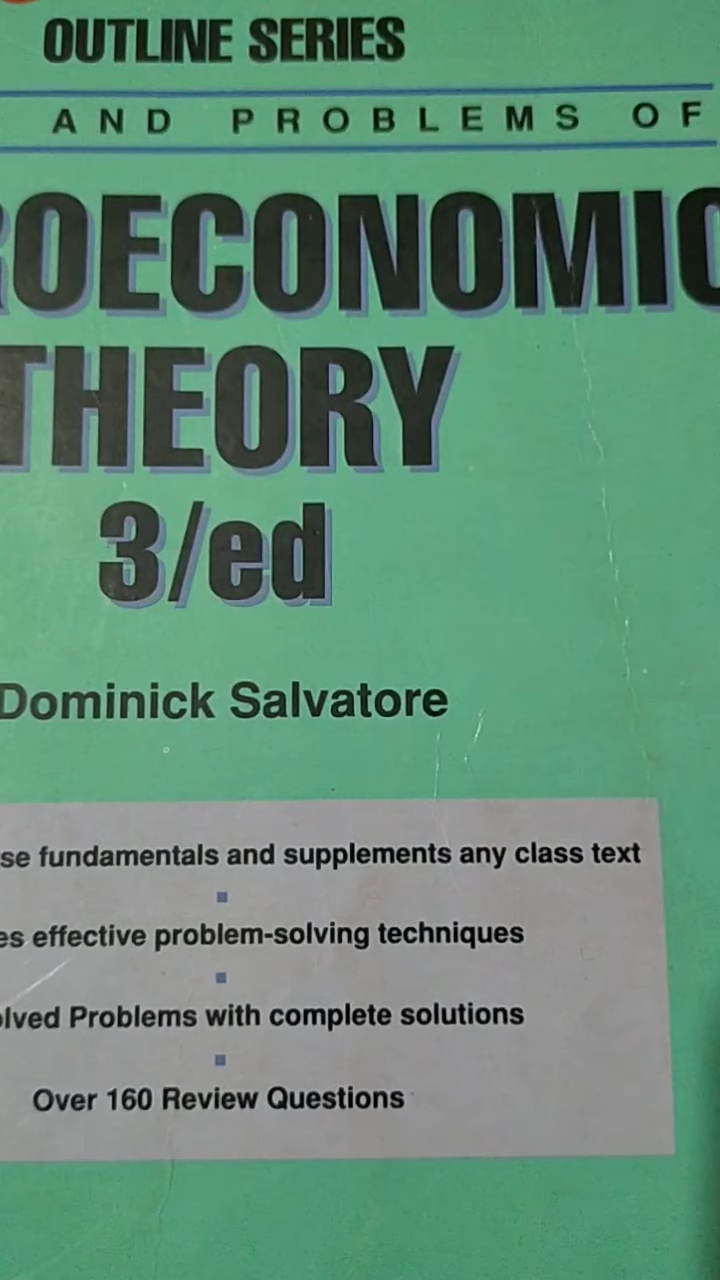 OUTLINE SERIES
AND PROBLEMS OF
ROECONOMIC
THEORY
3/ed
Dominick Salvatore
se fundamentals and supplements any class text
es effective problem-solving techniques
lved Problems with complete solutions
Over 160 Review Questions